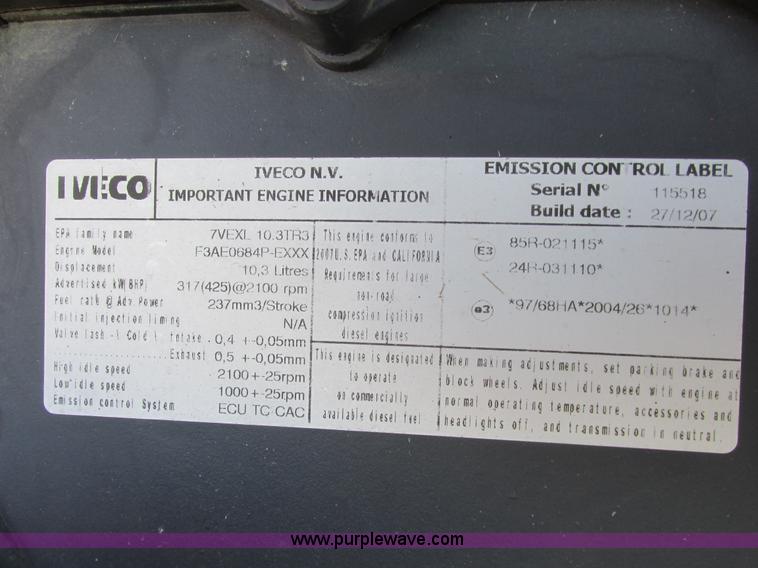 IVECO
IVECO N.V.
IMPORTANT ENGINE INFORMATION
EMISSION CONTROL LABEL
Serial N° 115518
Build date : 27/12/07
EPA family name 7VEXL 10.3TR3
Engine Model F3AE0684P-EXXX
Displacement 10,3 Litres
Advertised kW(BHP) 317(425)@2100 rpm
Fuel rate @ Adv. Power 237mm3/Stroke
Initial injection timing N/A
Valve lash -( Cold ) Intake 0,4 +-0,05mm
Exhaust 0,5 +-0,05mm
High idle speed 2100+-25rpm
Low idle speed 1000+-25rpm
Emission control System ECU TC CAC
This engine conforms to
2007U.S.EPA and CALIFORNIA
Requirements for large
non-road
compression ignition
diesel engines
This engine is designated
to operate
on commercially
available diesel fuel
E3 85R-021115*
24R-031110*
e3 *97/68HA*2004/26*1014*
When making adjustments, set parking brake and
block wheels. Adjust idle speed with engine at
normal operating temperature, accessories and
headlights off, and transmission in neutral.
www.purplewave.com